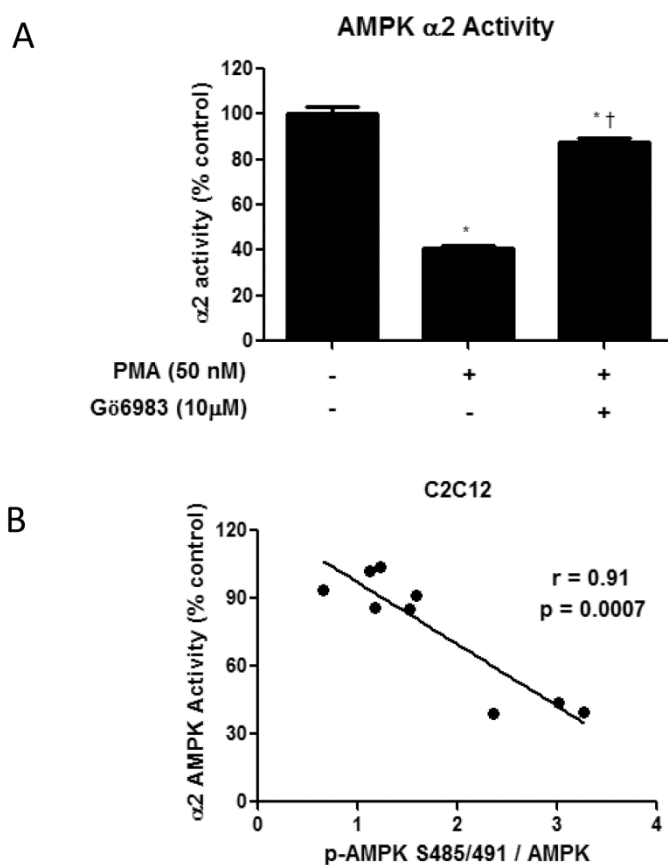 A
AMPK α2 Activity
α2 activity (% control)
120
100
80
60
40
20
0
*
* †
PMA (50 nM) - + +
Gö6983 (10μM) - - +
B
C2C12
α2 AMPK Activity (% control)
120
90
60
30
0
r = 0.91
p = 0.0007
0 1 2 3 4
p-AMPK S485/491 / AMPK